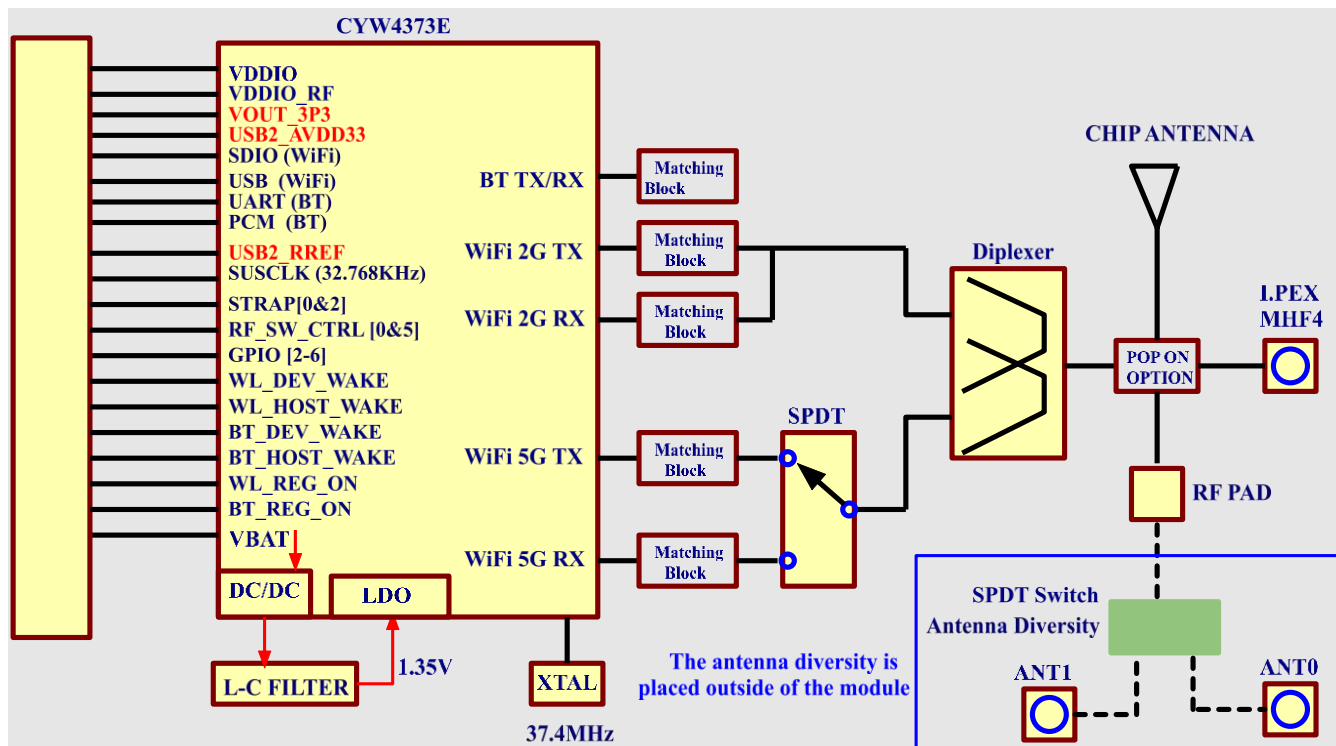 CYW4373E
VDDIO
VDDIO_RF
VOUT_3P3
USB2_AVDD33
SDIO (WiFi)
USB (WiFi)
UART (BT)
PCM (BT)
USB2_RREF
SUSCLK (32.768KHz)
STRAP[0&2]
RF_SW_CTRL [0&5]
GPIO [2-6]
WL_DEV_WAKE
WL_HOST_WAKE
BT_DEV_WAKE
BT_HOST_WAKE
WL_REG_ON
BT_REG_ON
VBAT
DC/DC
LDO
L-C FILTER
1.35V
XTAL
37.4MHz
BT TX/RX
WiFi 2G TX
WiFi 2G RX
WiFi 5G TX
WiFi 5G RX
Matching
Block
Matching
Block
Matching
Block
Matching
Block
Matching
Block
SPDT
Diplexer
CHIP ANTENNA
POP ON
OPTION
I.PEX
MHF4
RF PAD
The antenna diversity is
placed outside of the module
SPDT Switch
Antenna Diversity
ANT1
ANT0